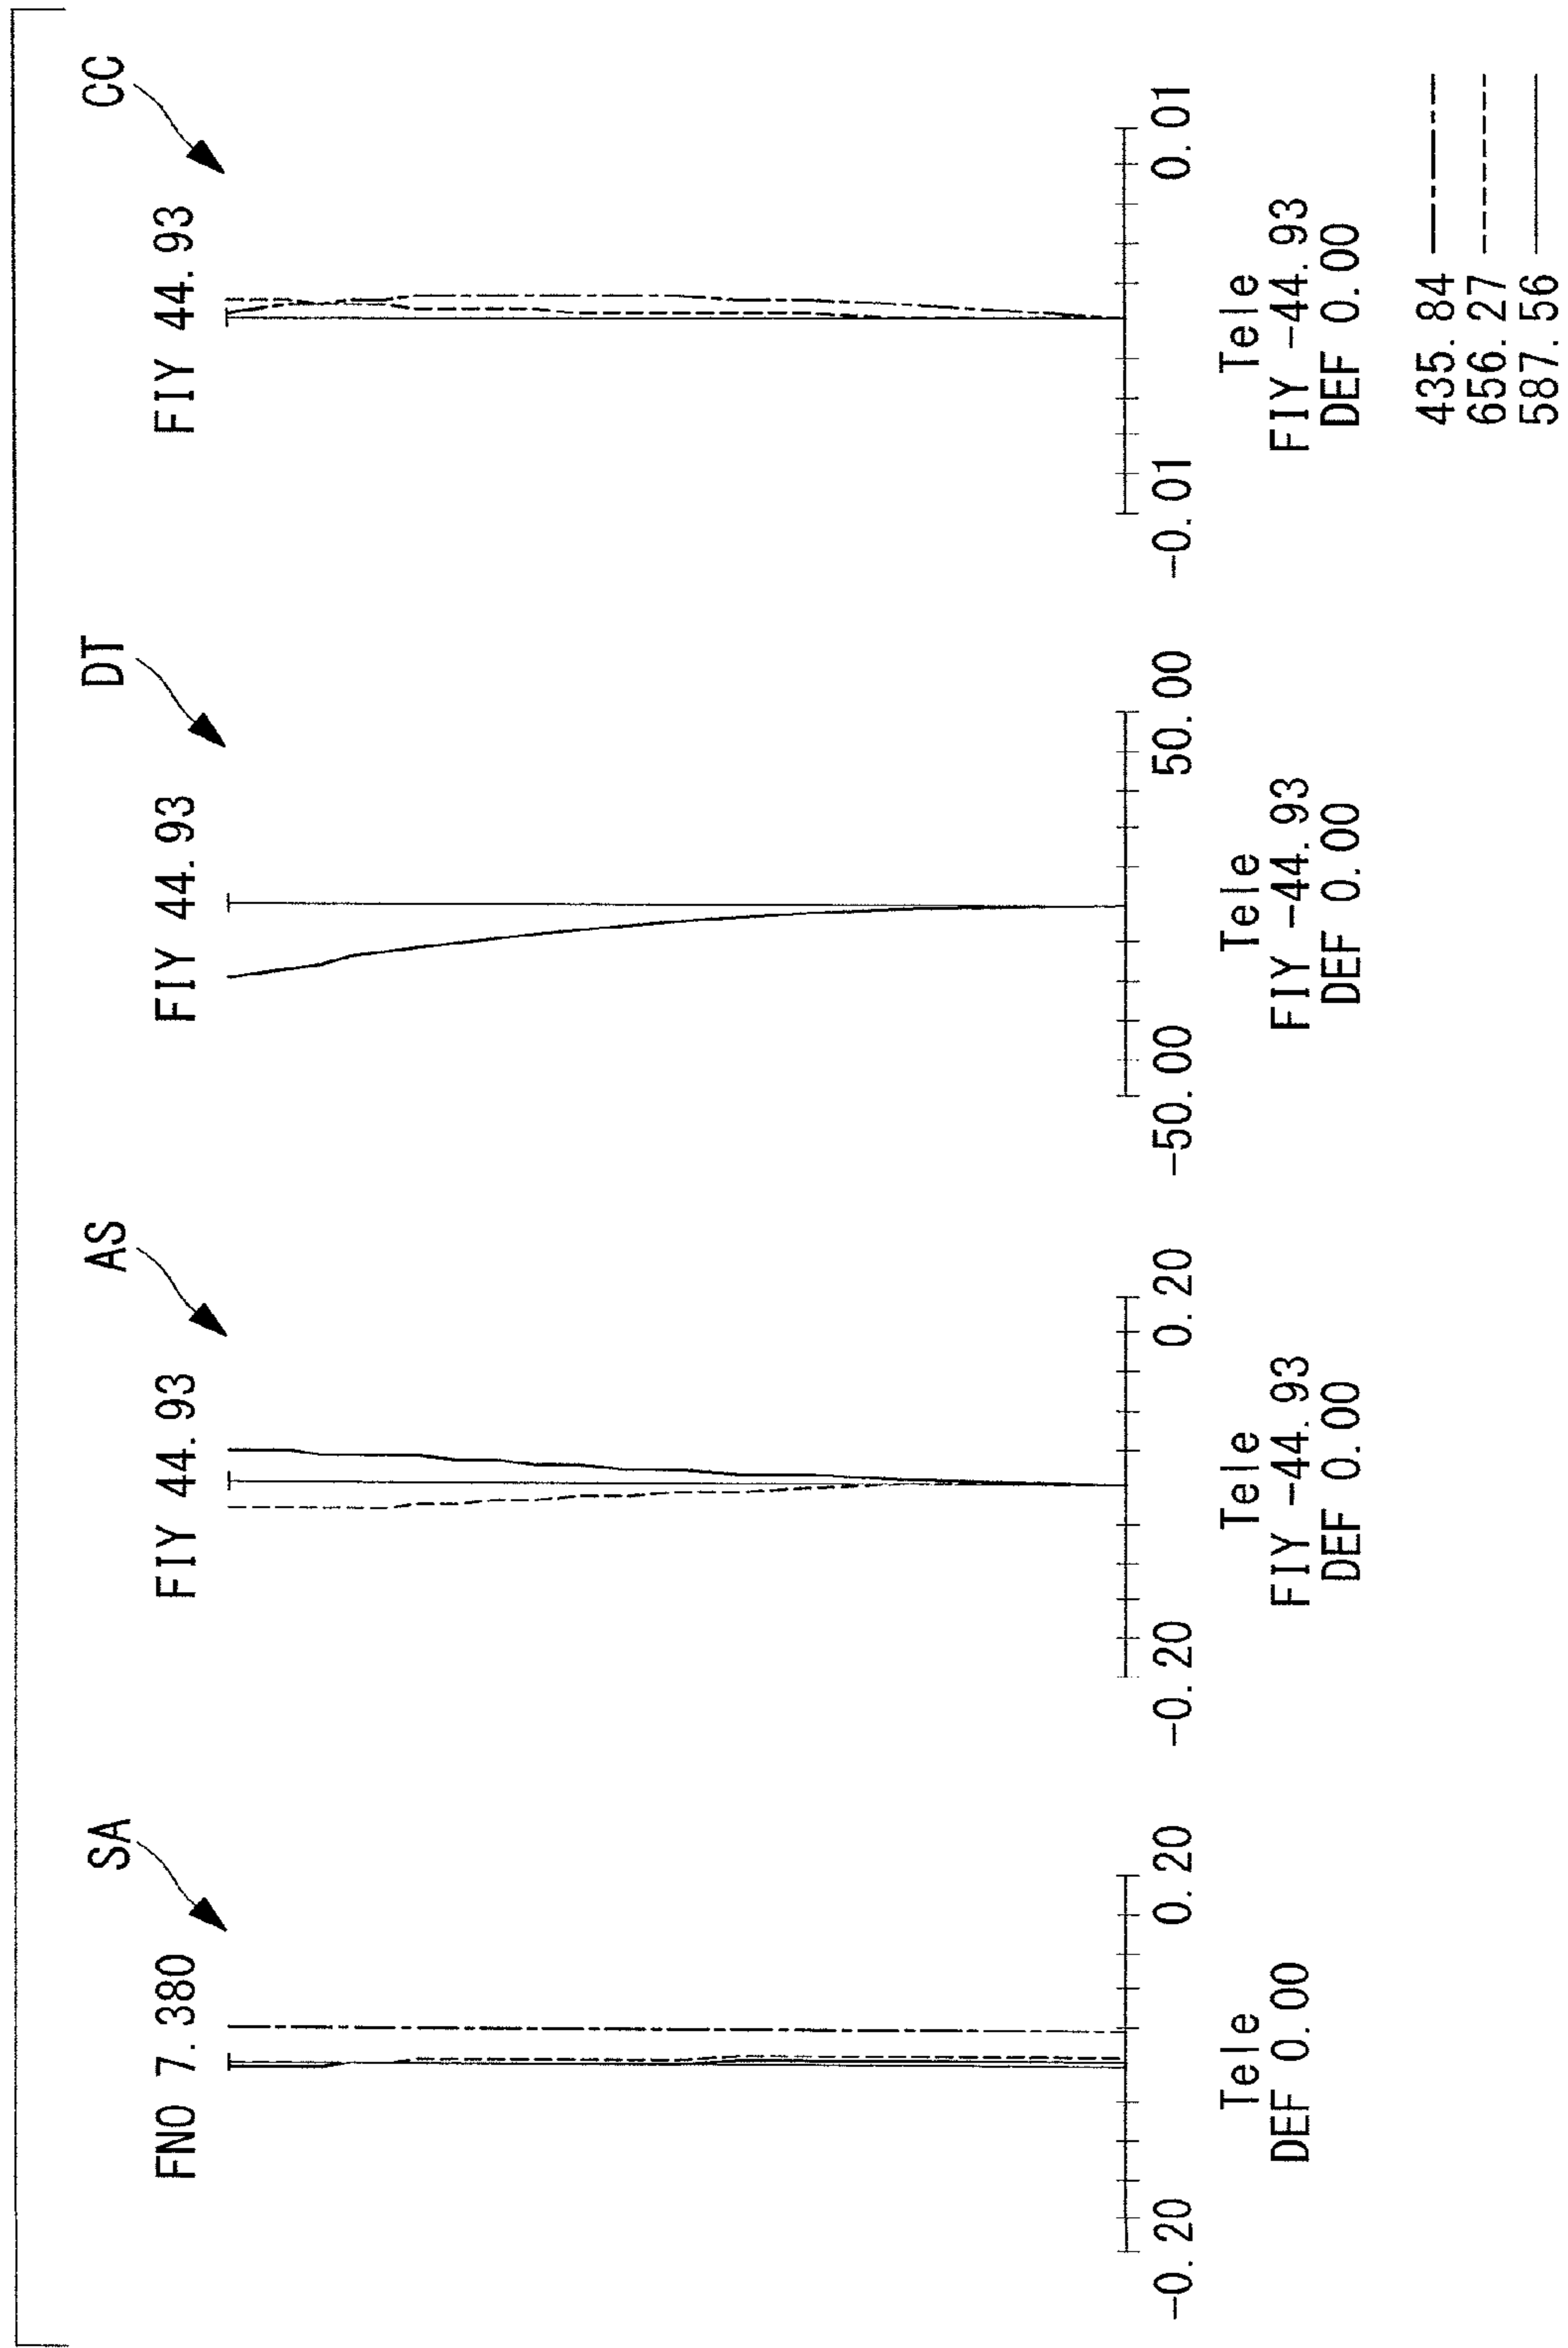 SA
FNO 7.380
-0.20
0.20
Tele
DEF 0.00
AS
FIY 44.93
-0.20
0.20
Tele
FIY -44.93
DEF 0.00
DT
FIY 44.93
-50.00
50.00
Tele
FIY -44.93
DEF 0.00
CC
FIY 44.93
-0.01
0.01
Tele
FIY -44.93
DEF 0.00
435.84
656.27
587.56